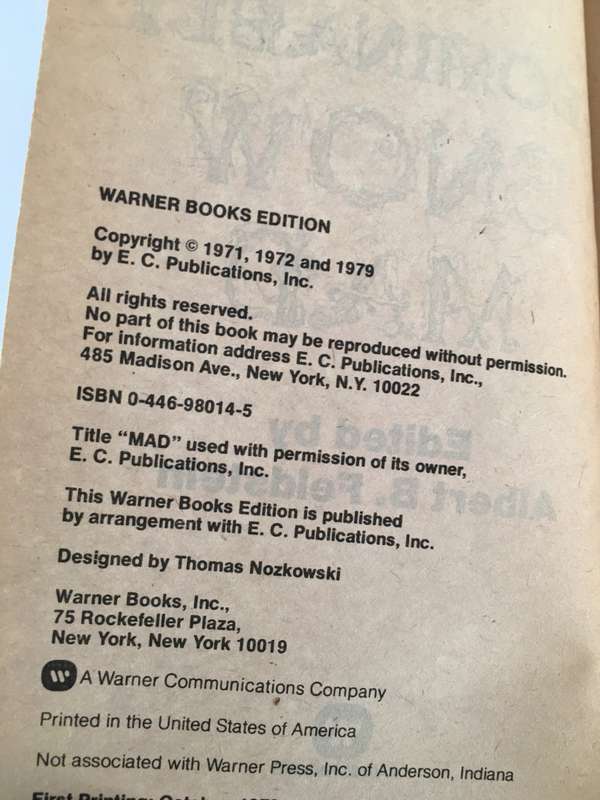 WARNER BOOKS EDITION
Copyright © 1971, 1972 and 1979
by E. C. Publications, Inc.
All rights reserved.
No part of this book may be reproduced without permission.
For information address E. C. Publications, Inc.,
485 Madison Ave., New York, N.Y. 10022
ISBN 0-446-98014-5
Title “MAD” used with permission of its owner,
E. C. Publications, Inc.
This Warner Books Edition is published
by arrangement with E. C. Publications, Inc.
Designed by Thomas Nozkowski
Warner Books, Inc.,
75 Rockefeller Plaza,
New York, New York 10019
A Warner Communications Company
Printed in the United States of America
Not associated with Warner Press, Inc. of Anderson, Indiana
First Printing: